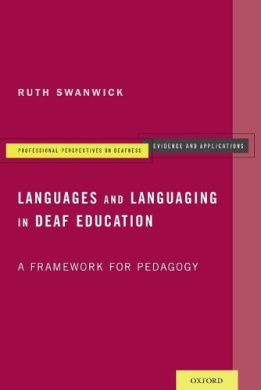 RUTH SWANWICK
PROFESSIONAL PERSPECTIVES ON DEAFNESS
EVIDENCE AND APPLICATIONS
LANGUAGES AND LANGUAGING
IN DEAF EDUCATION
A FRAMEWORK FOR PEDAGOGY
OXFORD